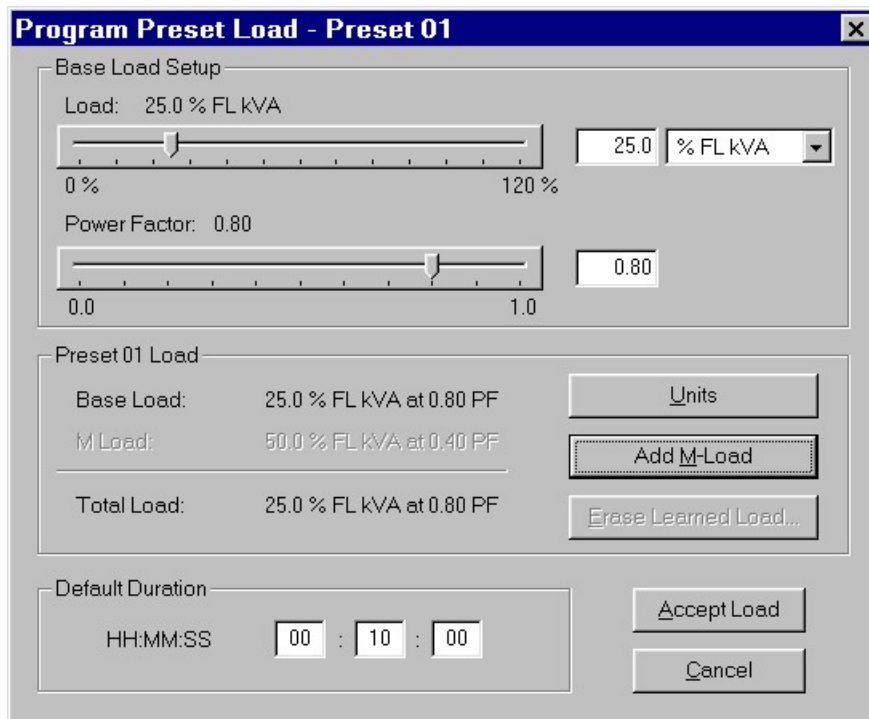 Program Preset Load - Preset 01
Base Load Setup
Load: 25.0 % FL kVA
25.0 % FL kVA
0 % 120 %
Power Factor: 0.80
0.80
0.0 1.0
Preset 01 Load
Base Load: 25.0 % FL kVA at 0.80 PF
Units
M Load: 50.0 % FL kVA at 0.40 PF
Add M-Load
Total Load: 25.0 % FL kVA at 0.80 PF
Erase Learned Load...
Default Duration
HH:MM:SS 00 : 10 : 00
Accept Load
Cancel